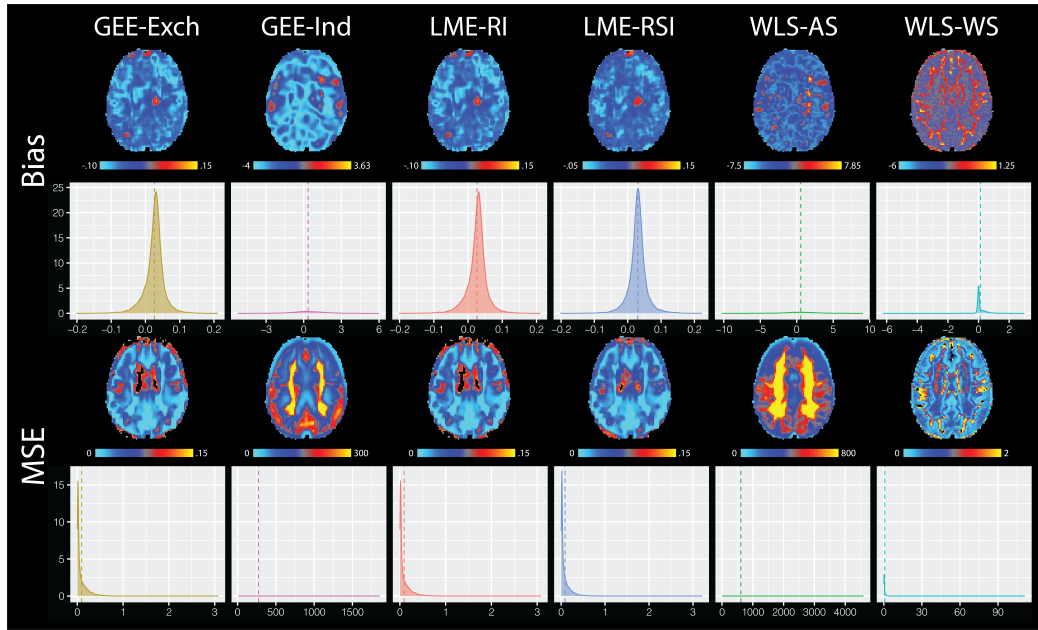 GEE-Exch GEE-Ind LME-RI LME-RSI WLS-AS WLS-WS
Bias
-.10 .15 -4 3.63 -.10 .15 -.05 .15 -7.5 7.85 -6 1.25
25
20
15
10
5
0
−0.2 −0.1 0.0 0.1 0.2 −3 0 3 6 −0.2 −0.1 0.0 0.1 0.2 −0.2 −0.1 0.0 0.1 0.2 −10 −5 0 5 10 −6 −4 −2 0 2
MSE
0 .15 0 300 0 .15 0 .15 0 800 0 2
15
10
5
0
0 1 2 3 0 500 1000 1500 0 1 2 3 0 1 2 3 0 1000 2000 3000 4000 0 30 60 90